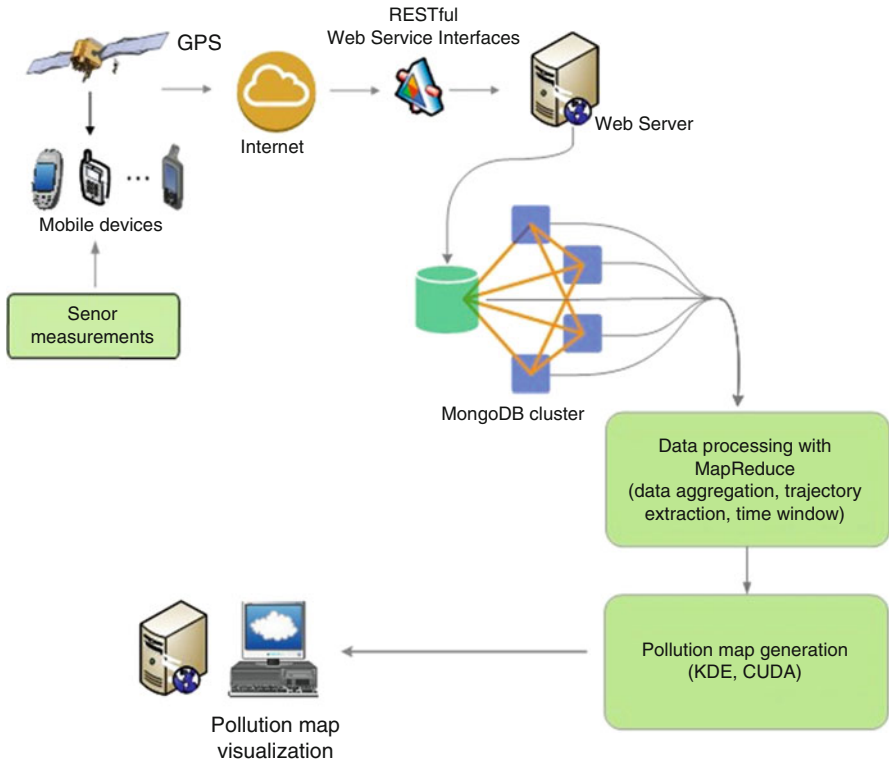 RESTful
Web Service Interfaces
GPS
Internet
Web Server
Mobile devices
Senor
measurements
MongoDB cluster
Data processing with
MapReduce
(data aggregation, trajectory
extraction, time window)
Pollution map generation
(KDE, CUDA)
Pollution map
visualization